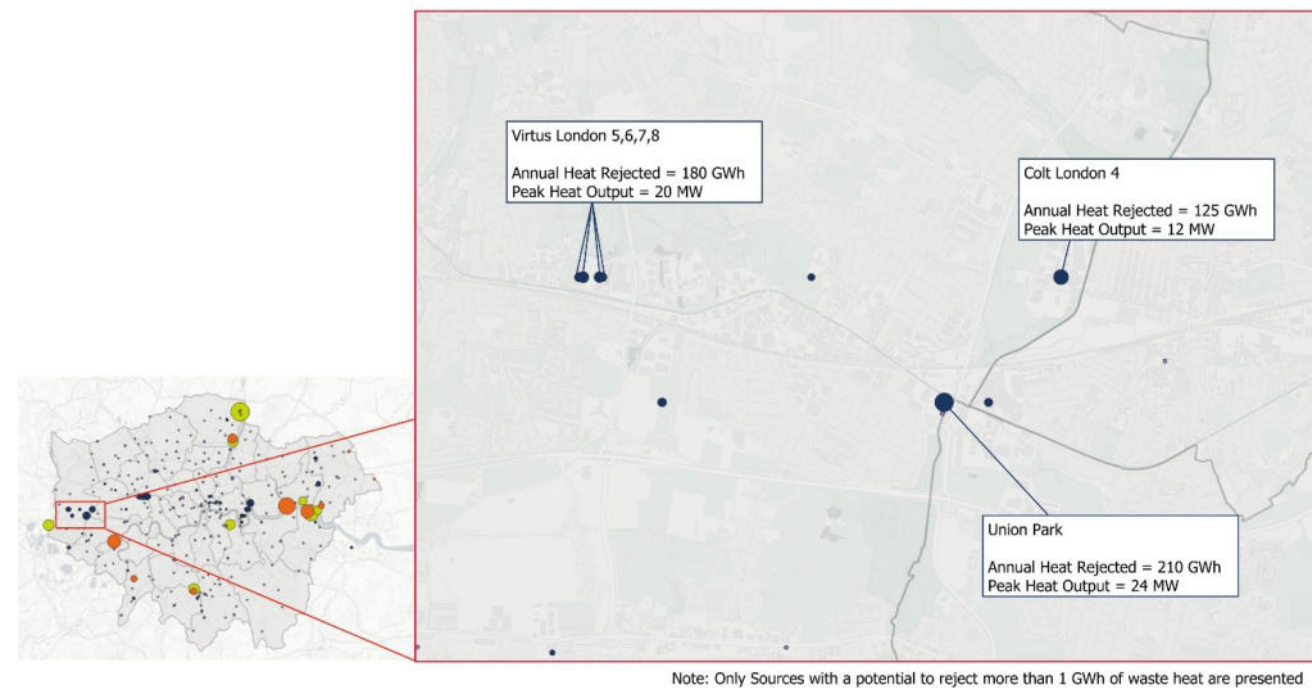 Virtus London 5,6,7,8
Annual Heat Rejected = 180 GWh
Peak Heat Output = 20 MW
Colt London 4
Annual Heat Rejected = 125 GWh
Peak Heat Output = 12 MW
Union Park
Annual Heat Rejected = 210 GWh
Peak Heat Output = 24 MW
Note: Only Sources with a potential to reject more than 1 GWh of waste heat are presented